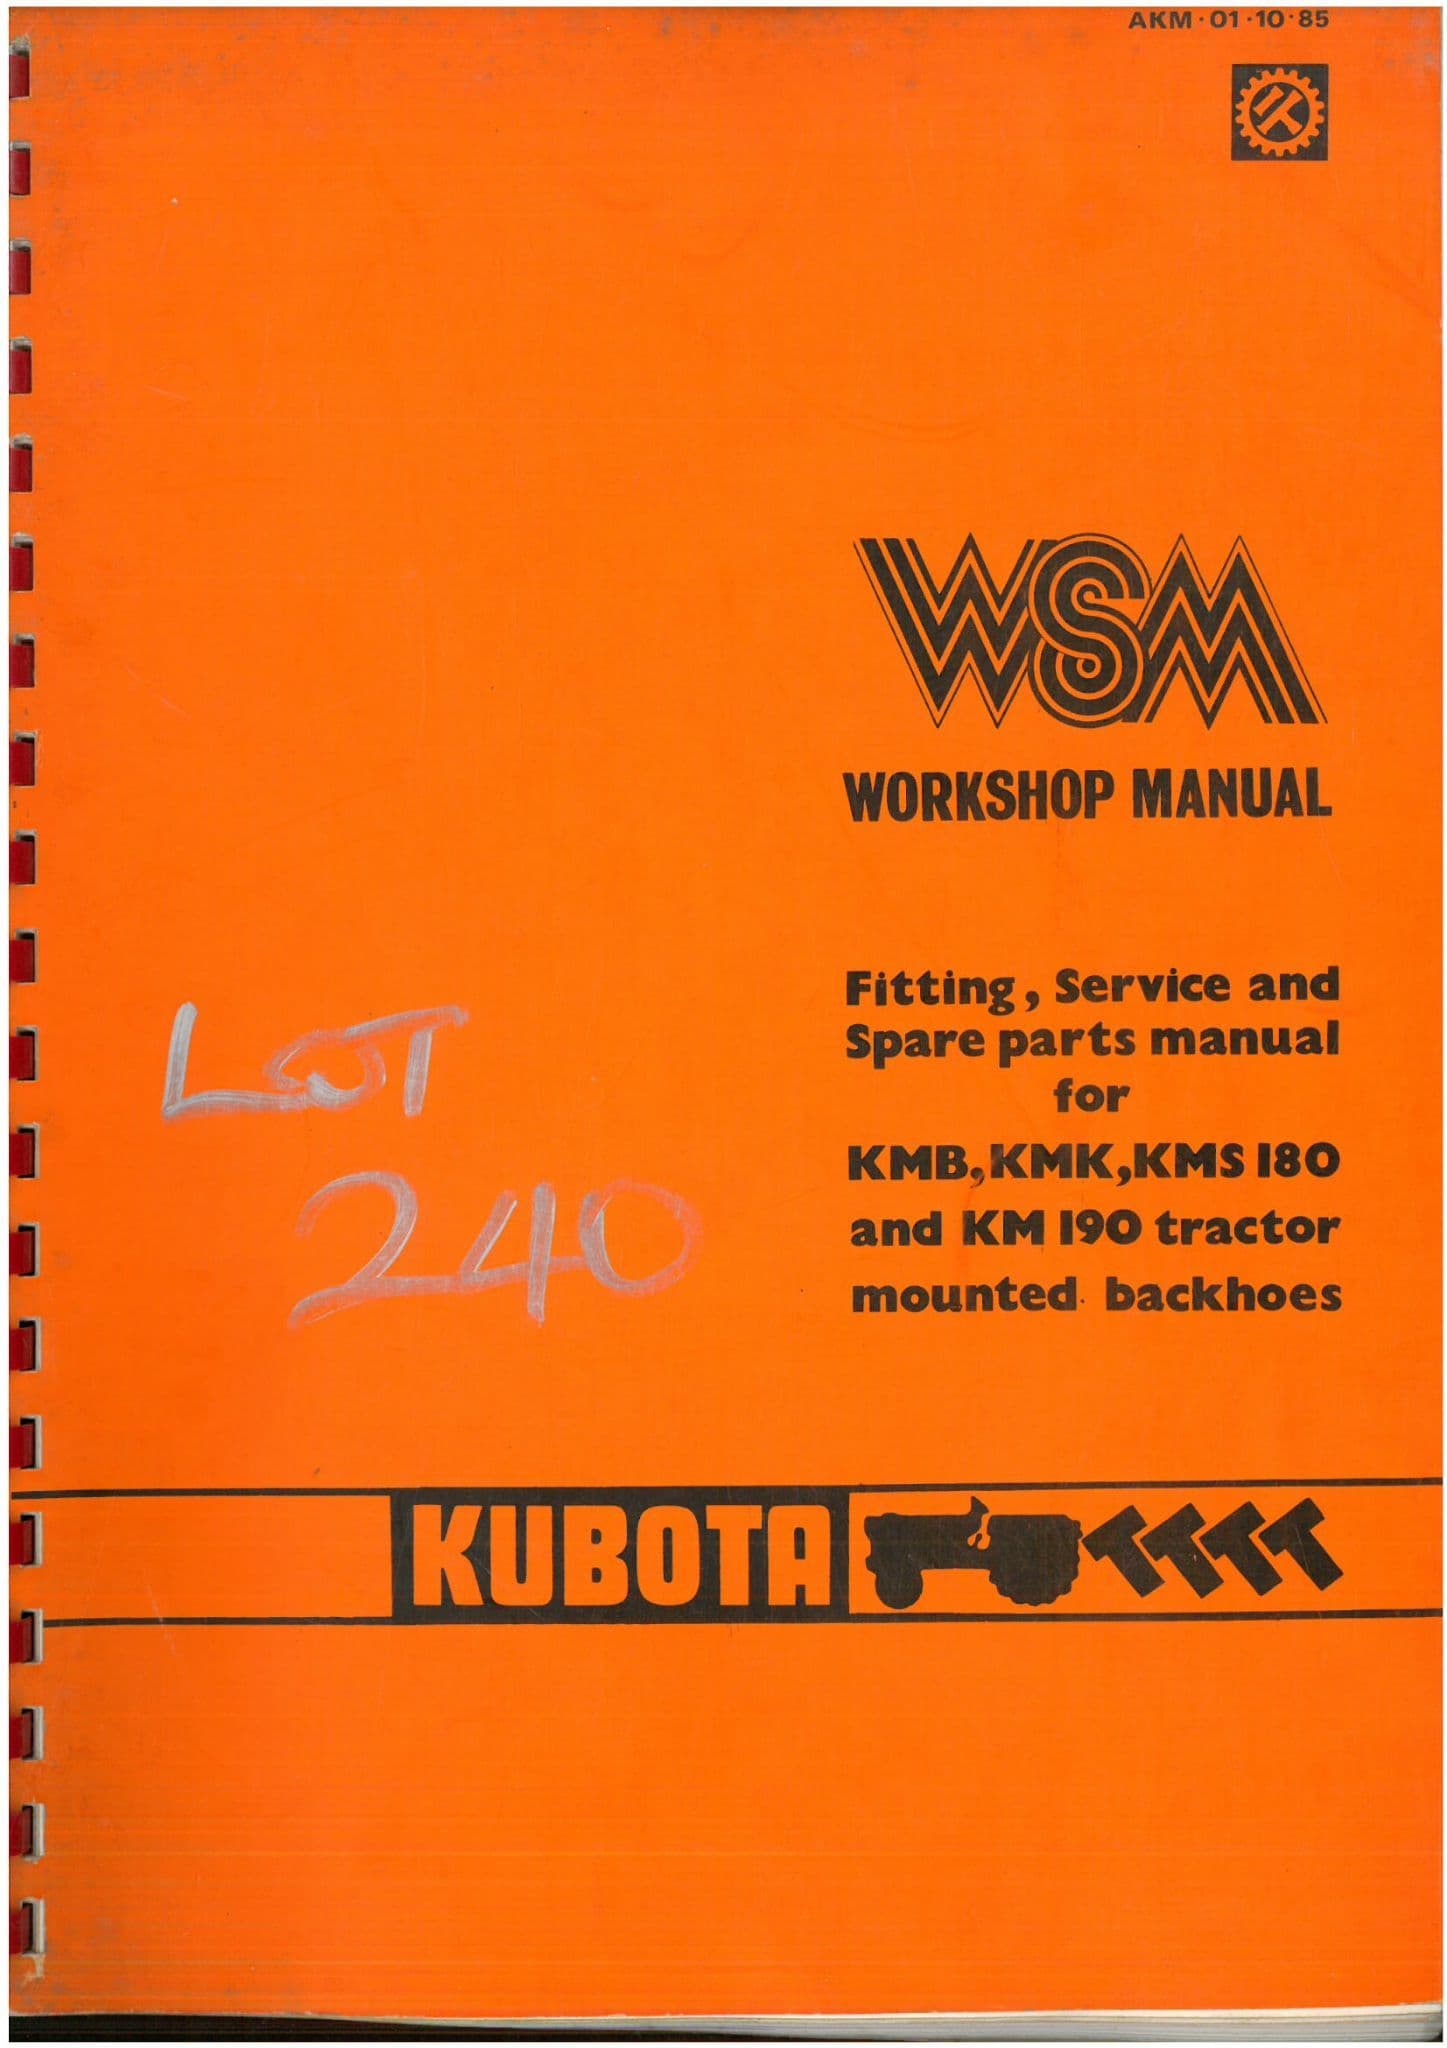 AKM·01·10·85
WSM
WORKSHOP MANUAL
Fitting, Service and
Spare parts manual
for
KMB, KMK, KMS 180
and KM 190 tractor
mounted backhoes
LOT
240
KUBOTA